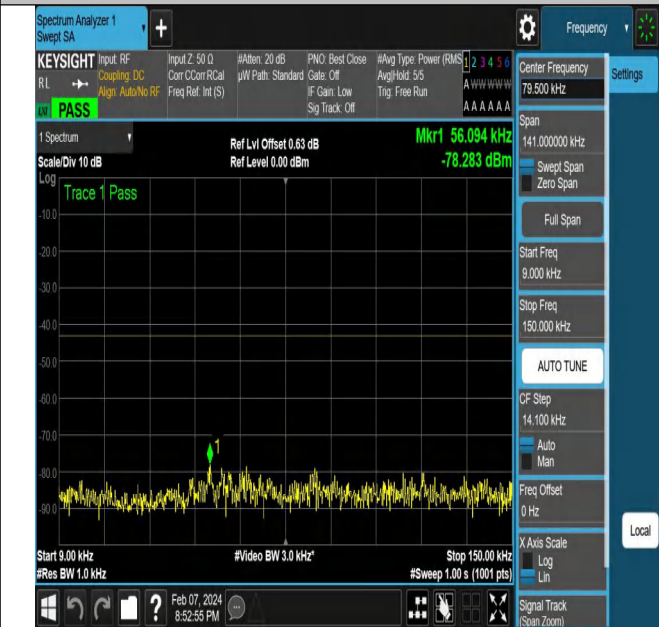 Spectrum Analyzer 1
Swept SA
Frequency
KEYSIGHT
RL
PASS
Input: RF
Coupling: DC
Align: Auto/No RF
Input Z: 50 Ω
Corr CCorr RCal
Freq Ref: Int (S)
#Atten: 20 dB
µW Path: Standard
PNO: Best Close
Gate: Off
IF Gain: Low
Sig Track: Off
#Avg Type: Power (RMS
Avg|Hold: 5/5
Trig: Free Run
1 2 3 4 5 6
A W W W W W
A A A A A A
1 Spectrum
Scale/Div 10 dB
Ref Lvl Offset 0.63 dB
Ref Level 0.00 dBm
Mkr1 56.094 kHz
-78.283 dBm
Log
Trace 1 Pass
-10.0
-20.0
-30.0
-40.0
-50.0
-60.0
-70.0
-80.0
-90.0
1
Start 9.00 kHz
#Res BW 1.0 kHz
#Video BW 3.0 kHz*
Stop 150.00 kHz
#Sweep 1.00 s (1001 pts)
Feb 07, 2024
8:52:55 PM
Center Frequency
79.500 kHz
Span
141.000000 kHz
Swept Span
Zero Span
Full Span
Start Freq
9.000 kHz
Stop Freq
150.000 kHz
AUTO TUNE
CF Step
14.100 kHz
Auto
Man
Freq Offset
0 Hz
X Axis Scale
Log
Lin
Signal Track
(Span Zoom)
Settings
Local